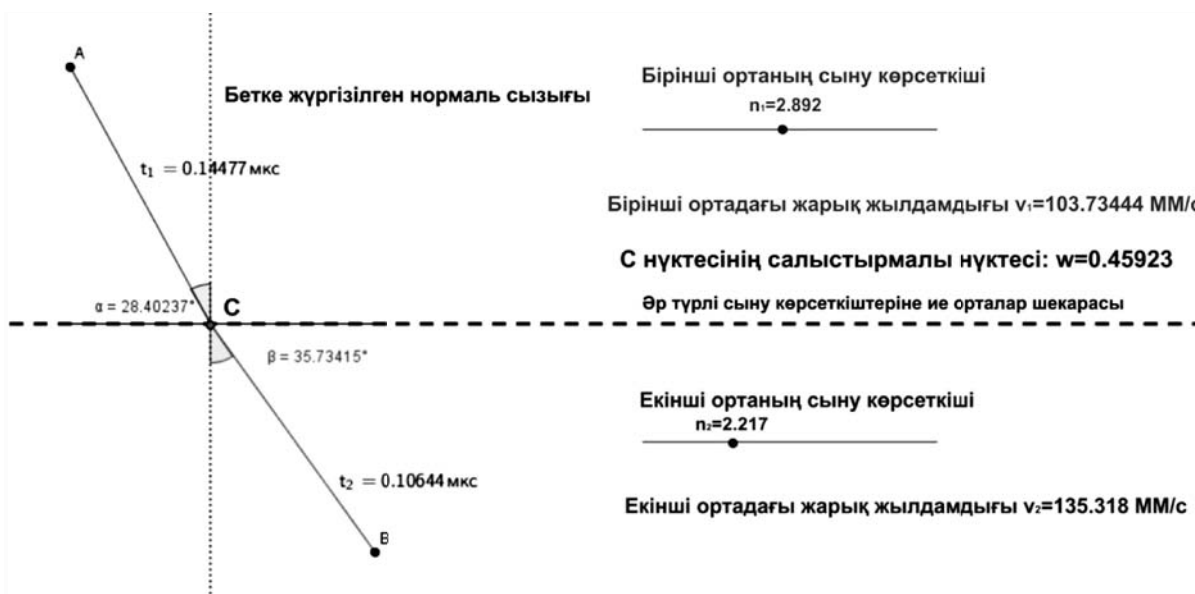 A
Бетке жүргізілген нормаль сызығы
Бірінші ортаның сыну көрсеткіші
n₁=2.892
t₁ = 0.14477 мкс
Бірінші ортадағы жарық жылдамдығы v₁=103.73444 ММ/с
С нүктесінің салыстырмалы нүктесі: w=0.45923
α = 28.40237°
C
Әр түрлі сыну көрсеткіштеріне ие орталар шекарасы
β = 35.73415°
Екінші ортаның сыну көрсеткіші
n₂=2.217
t₂ = 0.10644 мкс
Екінші ортадағы жарық жылдамдығы v₂=135.318 ММ/с
B